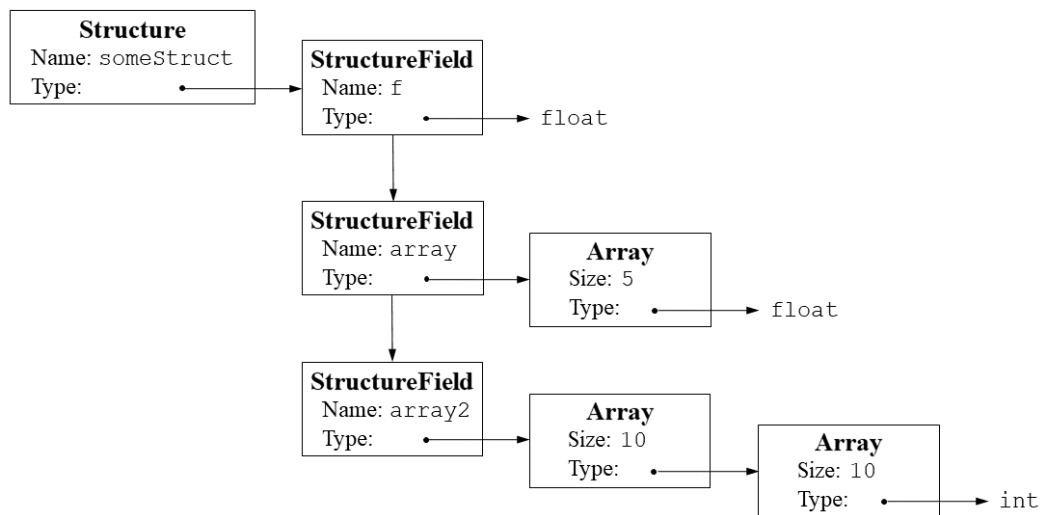 Structure
Name: someStruct
Type:
StructureField
Name: f
Type:
float
StructureField
Name: array
Type:
Array
Size: 5
Type:
float
StructureField
Name: array2
Type:
Array
Size: 10
Type:
Array
Size: 10
Type:
int